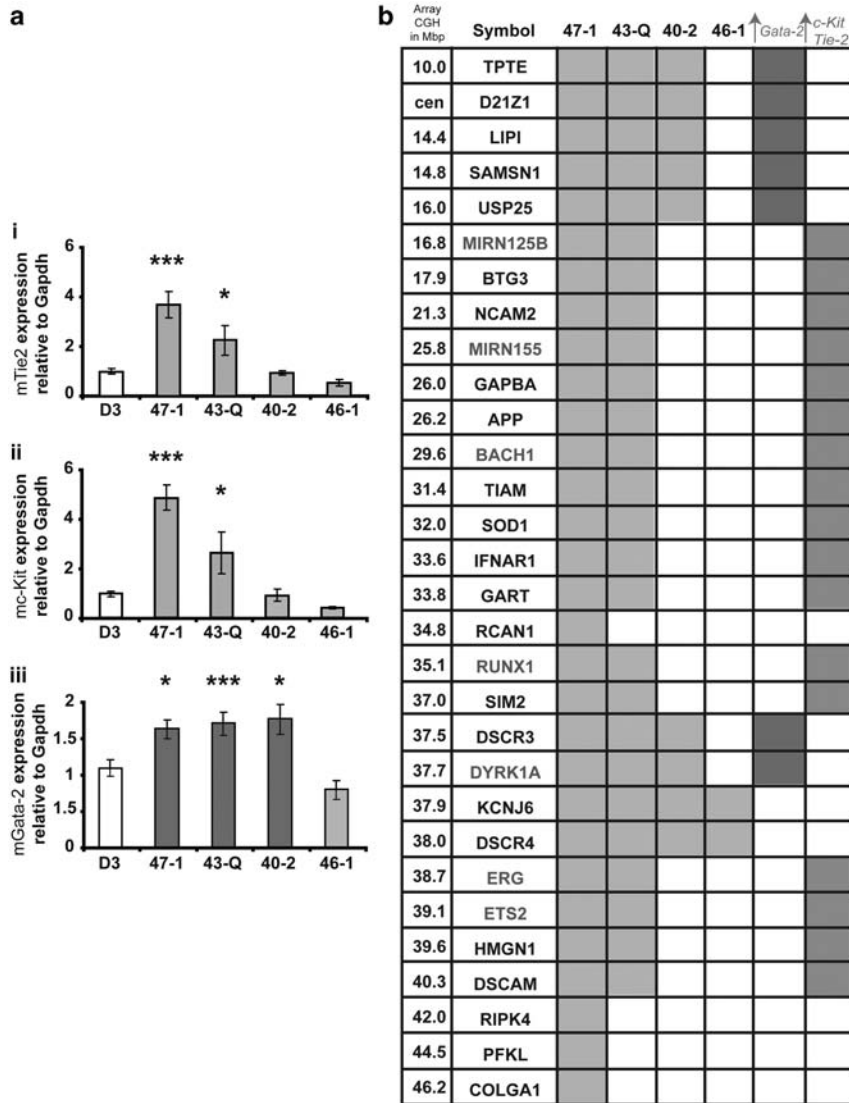 a
i
mTie2 expression
relative to Gapdh
6
4
2
0
***
*
D3 47-1 43-Q 40-2 46-1
ii
mc-Kit expression
relative to Gapdh
6
4
2
0
***
*
D3 47-1 43-Q 40-2 46-1
iii
mGata-2 expression
relative to Gapdh
2
1.5
1
1.5
0
*
***
*
D3 47-1 43-Q 40-2 46-1
b
Array
CGH
in Mbp
Symbol 47-1 43-Q 40-2 46-1 Gata-2 c-Kit
Tie-2
10.0 TPTE
cen D21Z1
14.4 LIPI
14.8 SAMSN1
16.0 USP25
16.8 MIRN125B
17.9 BTG3
21.3 NCAM2
25.8 MIRN155
26.0 GAPBA
26.2 APP
29.6 BACH1
31.4 TIAM
32.0 SOD1
33.6 IFNAR1
33.8 GART
34.8 RCAN1
35.1 RUNX1
37.0 SIM2
37.5 DSCR3
37.7 DYRK1A
37.9 KCNJ6
38.0 DSCR4
38.7 ERG
39.1 ETS2
39.6 HMGN1
40.3 DSCAM
42.0 RIPK4
44.5 PFKL
46.2 COLGA1